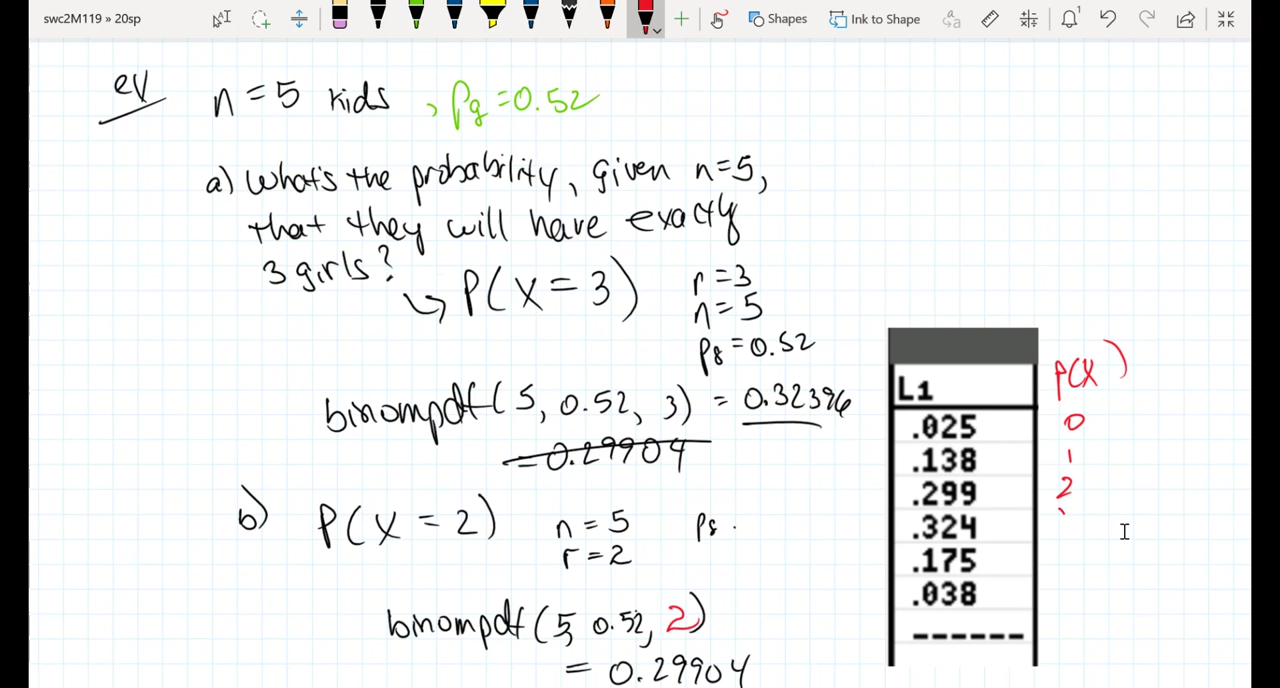 swc2M119 » 20sp
Shapes
Ink to Shape
1
ex
n = 5 kids , Pg = 0.52
a) What's the probability, given n=5,
that they will have exactly
3 girls?
↳ P(X = 3)
r = 3
n = 5
Pg = 0.52
binompdf(5, 0.52, 3) = 0.32396
= 0.29904
b) P(X = 2)
n = 5
r = 2
Pg .
binompdf(5, 0.52, 2)
= 0.29904
L1
.025
.138
.299
.324
.175
.038
------
P(X )
0
1
2